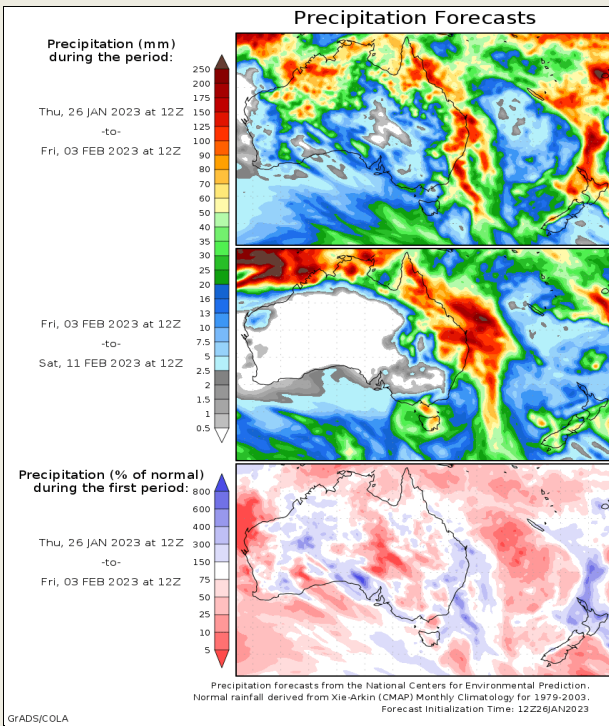 Precipitation Forecasts
Precipitation (mm)
during the period:
Thu, 26 JAN 2023 at 12Z
-to-
Fri, 03 FEB 2023 at 12Z
250
200
175
150
125
100
90
80
70
60
50
40
35
30
25
20
16
13
10
7.5
5
2.5
2
1.5
1
0.5
Fri, 03 FEB 2023 at 12Z
-to-
Sat, 11 FEB 2023 at 12Z
Precipitation (% of normal)
during the first period:
Thu, 26 JAN 2023 at 12Z
-to-
Fri, 03 FEB 2023 at 12Z
800
600
400
300
150
75
50
25
10
5
Precipitation forecasts from the National Centers for Environmental Prediction.
Normal rainfall derived from Xie-Arkin (CMAP) Monthly Climatology for 1979-2003.
Forecast Initialization Time: 12Z26JAN2023
GrADS/COLA